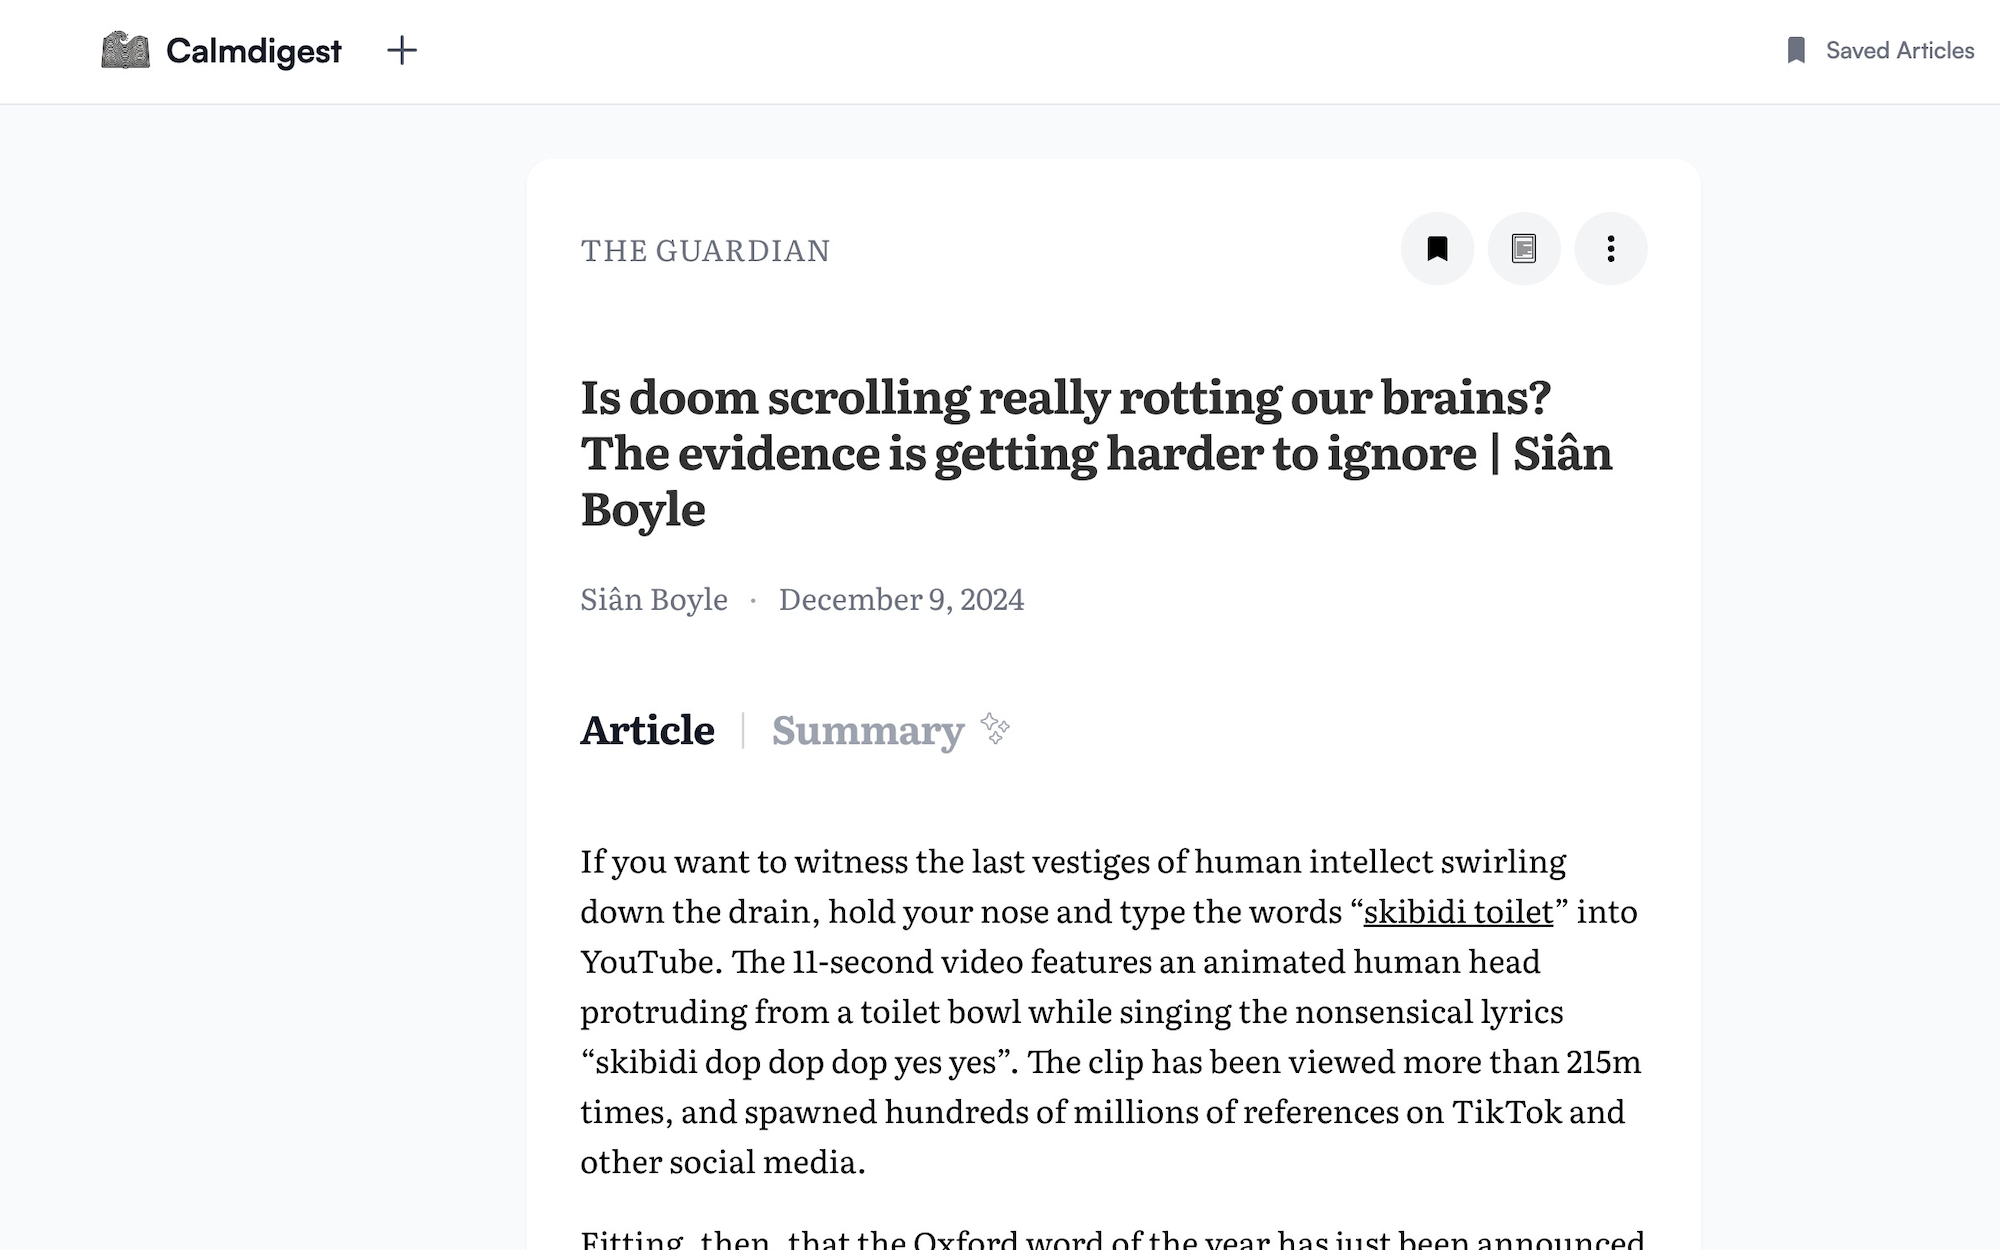 Calmdigest
Saved Articles
THE GUARDIAN
Is doom scrolling really rotting our brains?
The evidence is getting harder to ignore | Siân
Boyle
Siân Boyle · December 9, 2024
Article | Summary
If you want to witness the last vestiges of human intellect swirling
down the drain, hold your nose and type the words “skibidi toilet” into
YouTube. The 11-second video features an animated human head
protruding from a toilet bowl while singing the nonsensical lyrics
“skibidi dop dop dop yes yes”. The clip has been viewed more than 215m
times, and spawned hundreds of millions of references on TikTok and
other social media.
Fitting, then, that the Oxford word of the year has just been announced